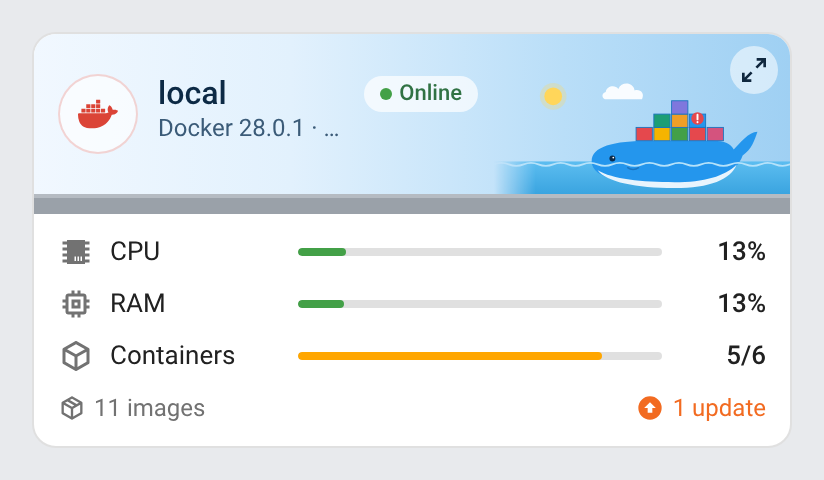 local
Online
Docker 28.0.1 · ...
CPU 13%
RAM 13%
Containers 5/6
11 images
1 update